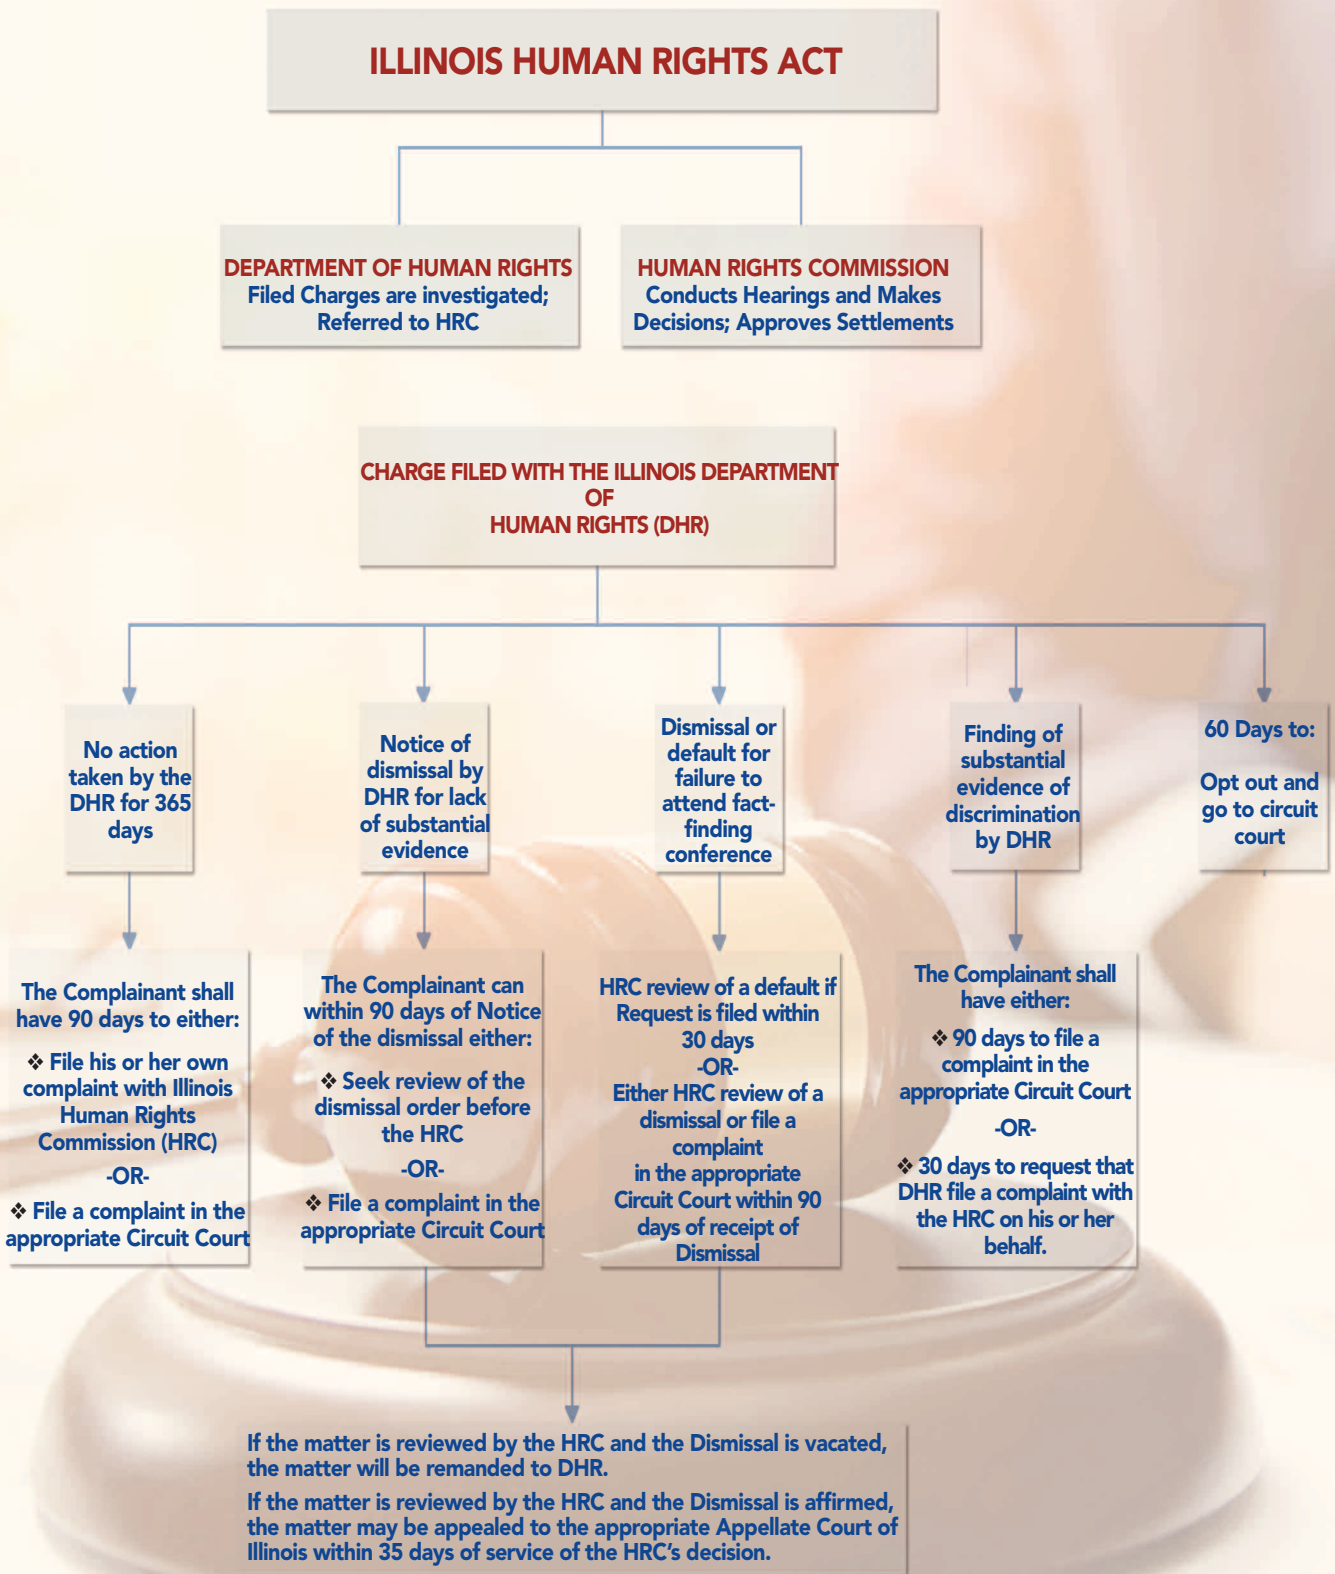 ILLINOIS HUMAN RIGHTS ACT
DEPARTMENT OF HUMAN RIGHTS
Filed Charges are investigated;
Referred to HRC
HUMAN RIGHTS COMMISSION
Conducts Hearings and Makes
Decisions; Approves Settlements
CHARGE FILED WITH THE ILLINOIS DEPARTMENT
OF
HUMAN RIGHTS (DHR)
No action
taken by the
DHR for 365
days
Notice of
dismissal by
DHR for lack
of substantial
evidence
Dismissal or
default for
failure to
attend fact-
finding
conference
Finding of
substantial
evidence of
discrimination
by DHR
60 Days to:
Opt out and
go to circuit
court
The Complainant shall
have 90 days to either:
❖ File his or her own
complaint with Illinois
Human Rights
Commission (HRC)
-OR-
❖ File a complaint in the
appropriate Circuit Court
The Complainant can
within 90 days of Notice
of the dismissal either:
❖ Seek review of the
dismissal order before
the HRC
-OR-
❖ File a complaint in the
appropriate Circuit Court
HRC review of a default if
Request is filed within
30 days
-OR-
Either HRC review of a
dismissal or file a
complaint
in the appropriate
Circuit Court within 90
days of receipt of
Dismissal
The Complainant shall
have either:
❖ 90 days to file a
complaint in the
appropriate Circuit Court
-OR-
❖ 30 days to request that
DHR file a complaint with
the HRC on his or her
behalf.
If the matter is reviewed by the HRC and the Dismissal is vacated,
the matter will be remanded to DHR.
If the matter is reviewed by the HRC and the Dismissal is affirmed,
the matter may be appealed to the appropriate Appellate Court of
Illinois within 35 days of service of the HRC's decision.